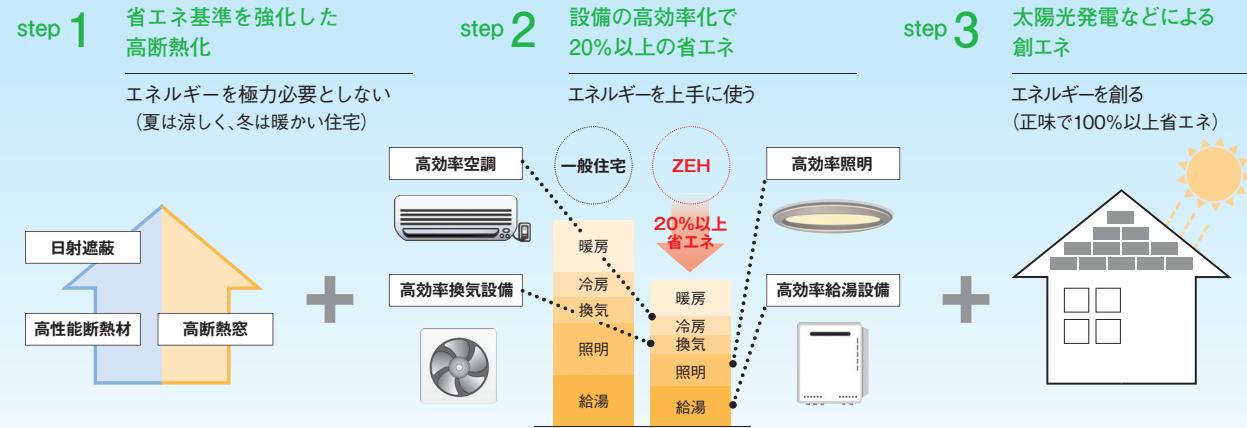 step 1
省エネ基準を強化した
高断熱化
エネルギーを極力必要としない
（夏は涼しく、冬は暖かい住宅）
日射遮蔽
高性能断熱材
高断熱窓
step 2
設備の高効率化で
20％以上の省エネ
エネルギーを上手に使う
高効率空調
高効率換気設備
一般住宅
暖房
冷房
換気
照明
給湯
ZEH
20％以上
省エネ
暖房
冷房
換気
照明
給湯
高効率照明
高効率給湯設備
step 3
太陽光発電などによる
創エネ
エネルギーを創る
（正味で100％以上省エネ）